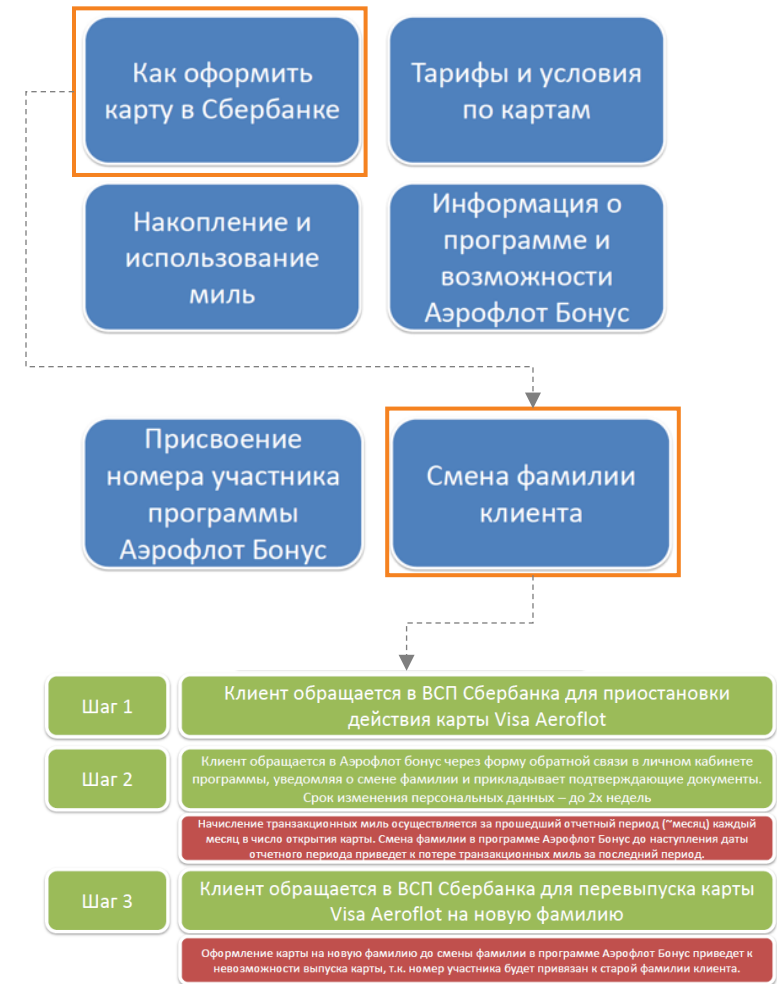 Как оформить
карту в Сбербанке
Тарифы и условия
по картам
Накопление и
использование
миль
Информация о
программе и
возможности
Аэрофлот Бонус
Присвоение
номера участника
программы
Аэрофлот Бонус
Смена фамилии
клиента
Шаг 1
Клиент обращается в ВСП Сбербанка для приостановки
действия карты Visa Aeroflot
Шаг 2
Клиент обращается в Аэрофлот бонус через форму обратной связи в личном кабинете
программы, уведомляя о смене фамилии и прикладывает подтверждающие документы.
Срок изменения персональных данных – до 2х недель
Начисление транзакционных миль осуществляется за прошедший отчетный период (~месяц) каждый
месяц в число открытия карты. Смена фамилии в программе Аэрофлот Бонус до наступления даты
отчетного периода приведет к потере транзакционных миль за последний период.
Шаг 3
Клиент обращается в ВСП Сбербанка для перевыпуска карты
Visa Aeroflot на новую фамилию
Оформление карты на новую фамилию до смены фамилии в программе Аэрофлот Бонус приведет к
невозможности выпуска карты, т.к. номер участника будет привязан к старой фамилии клиента.